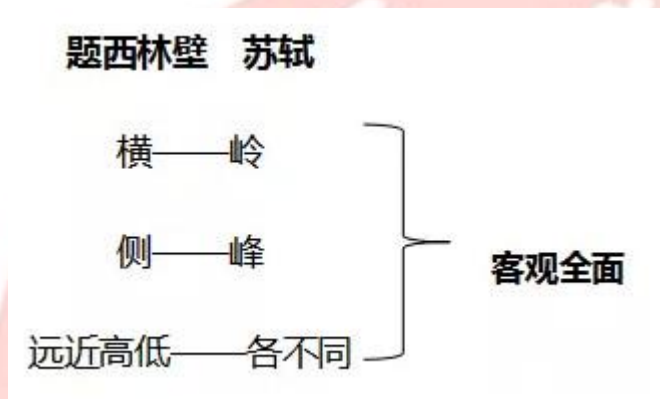 题西林壁 苏轼
横——岭
侧——峰
客观全面
远近高低——各不同